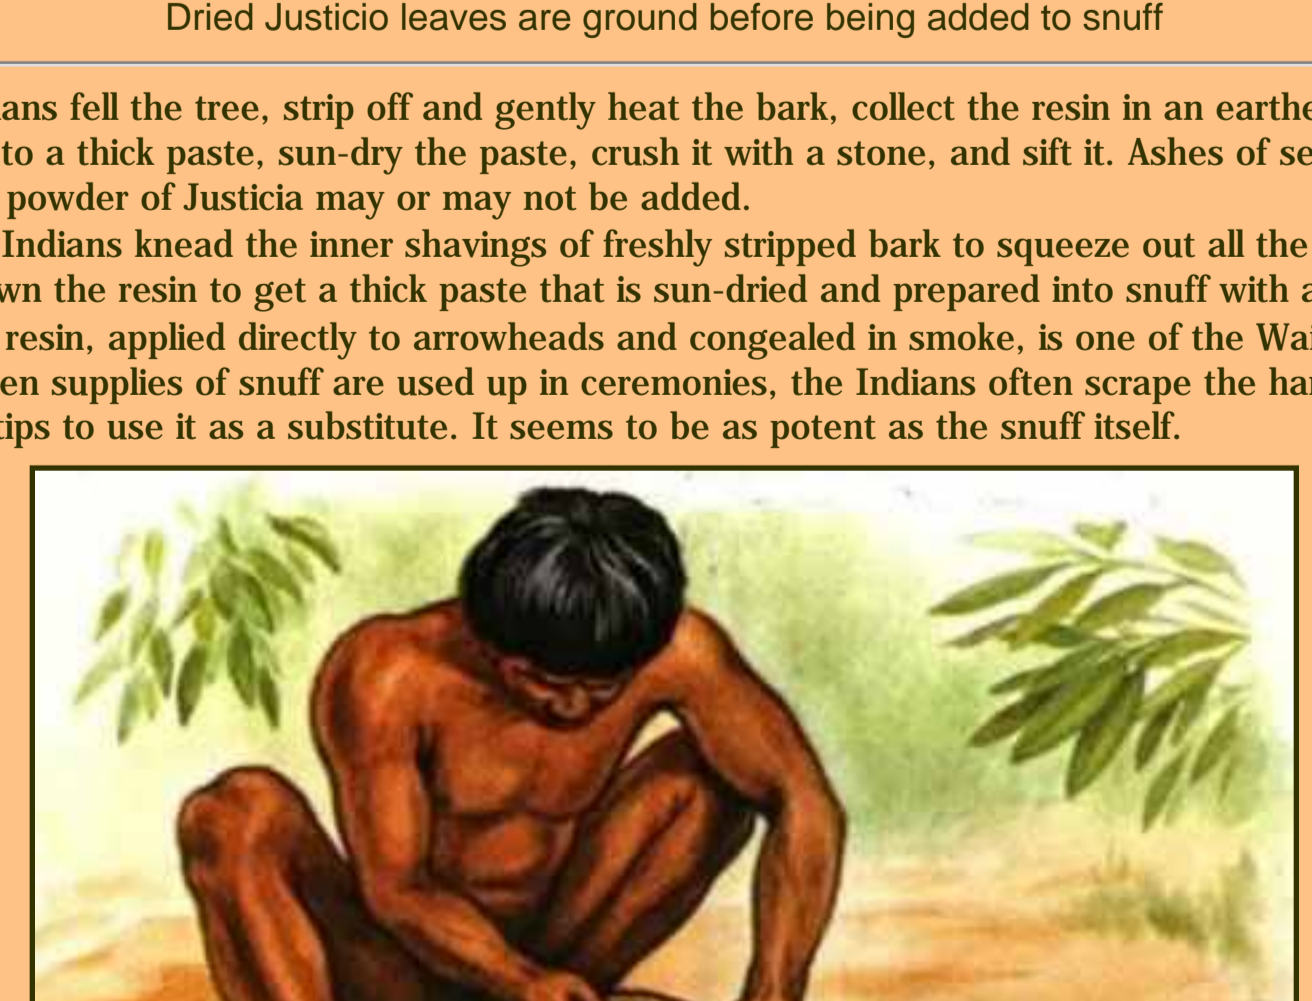 Dried Justicio leaves are ground before being added to snuff
ans fell the tree, strip off and gently heat the bark, collect the resin in an earthe
to a thick paste, sun-dry the paste, crush it with a stone, and sift it. Ashes of se
powder of Justicia may or may not be added.
Indians knead the inner shavings of freshly stripped bark to squeeze out all the
wn the resin to get a thick paste that is sun-dried and prepared into snuff with a
resin, applied directly to arrowheads and congealed in smoke, is one of the Wai
en supplies of snuff are used up in ceremonies, the Indians often scrape the har
tips to use it as a substitute. It seems to be as potent as the snuff itself.